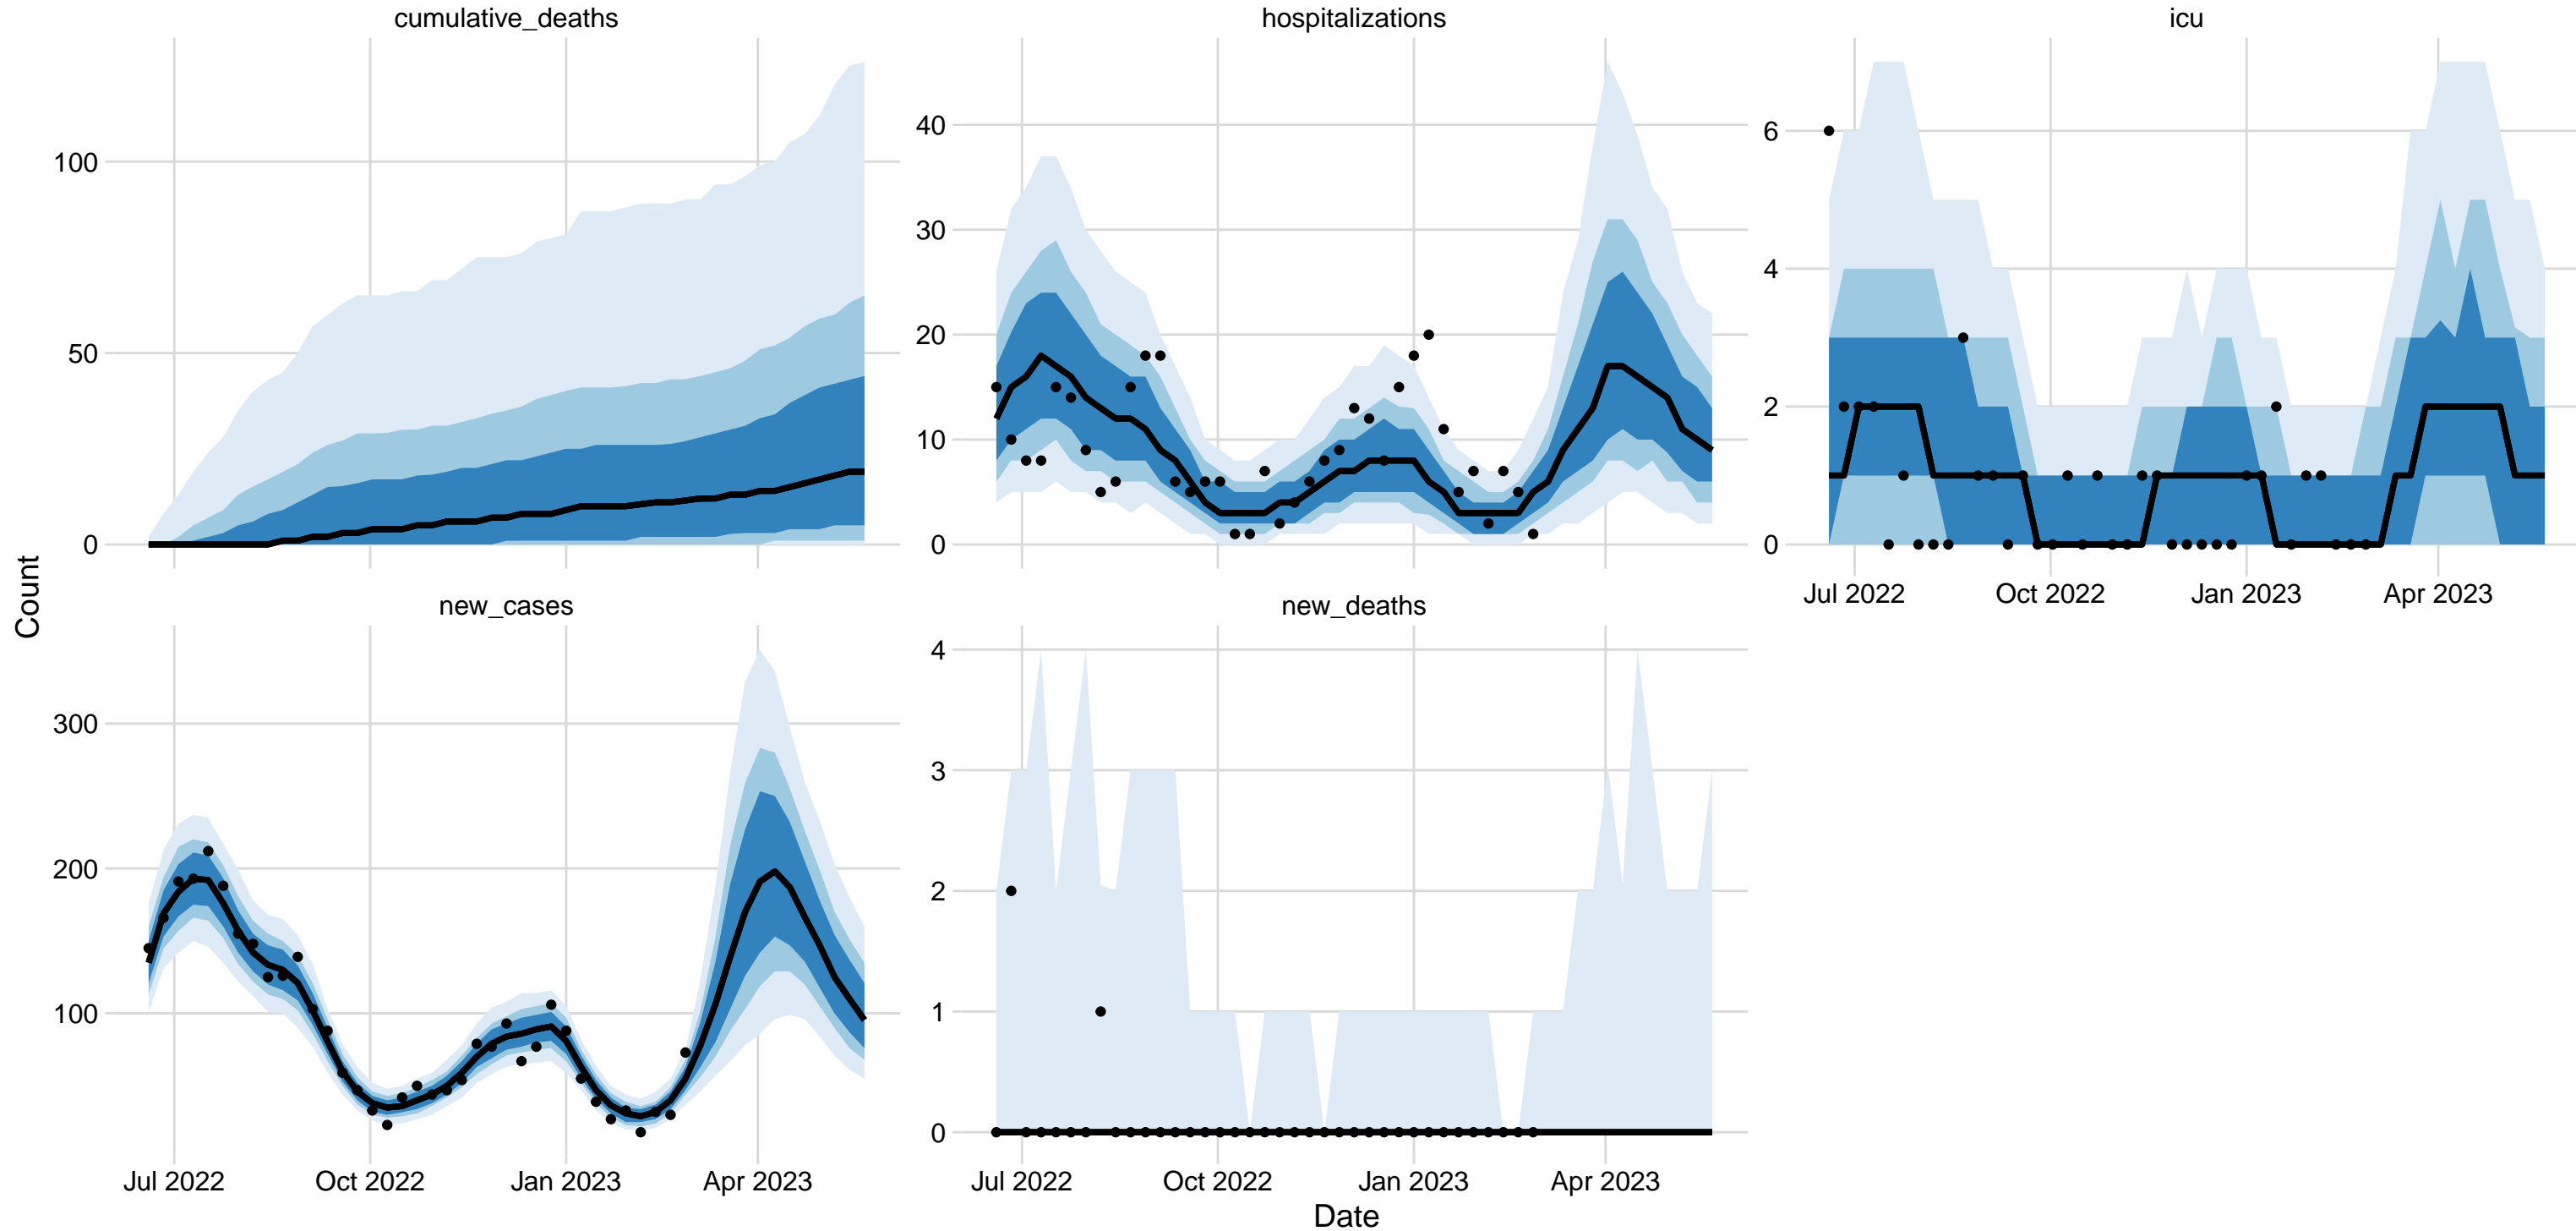 cumulative_deaths
hospitalizations
icu
100
50
0
40
30
20
10
0
6
4
2
0
Jul 2022 Oct 2022 Jan 2023 Apr 2023
Count
new_cases
new_deaths
300
200
100
4
3
2
1
0
Jul 2022 Oct 2022 Jan 2023 Apr 2023
Jul 2022 Oct 2022 Jan 2023 Apr 2023
Date